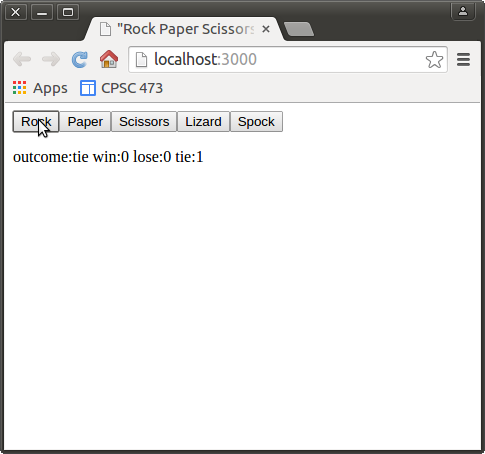 "Rock Paper Scissors
localhost:3000
Apps CPSC 473
Rock Paper Scissors Lizard Spock
outcome:tie win:0 lose:0 tie:1